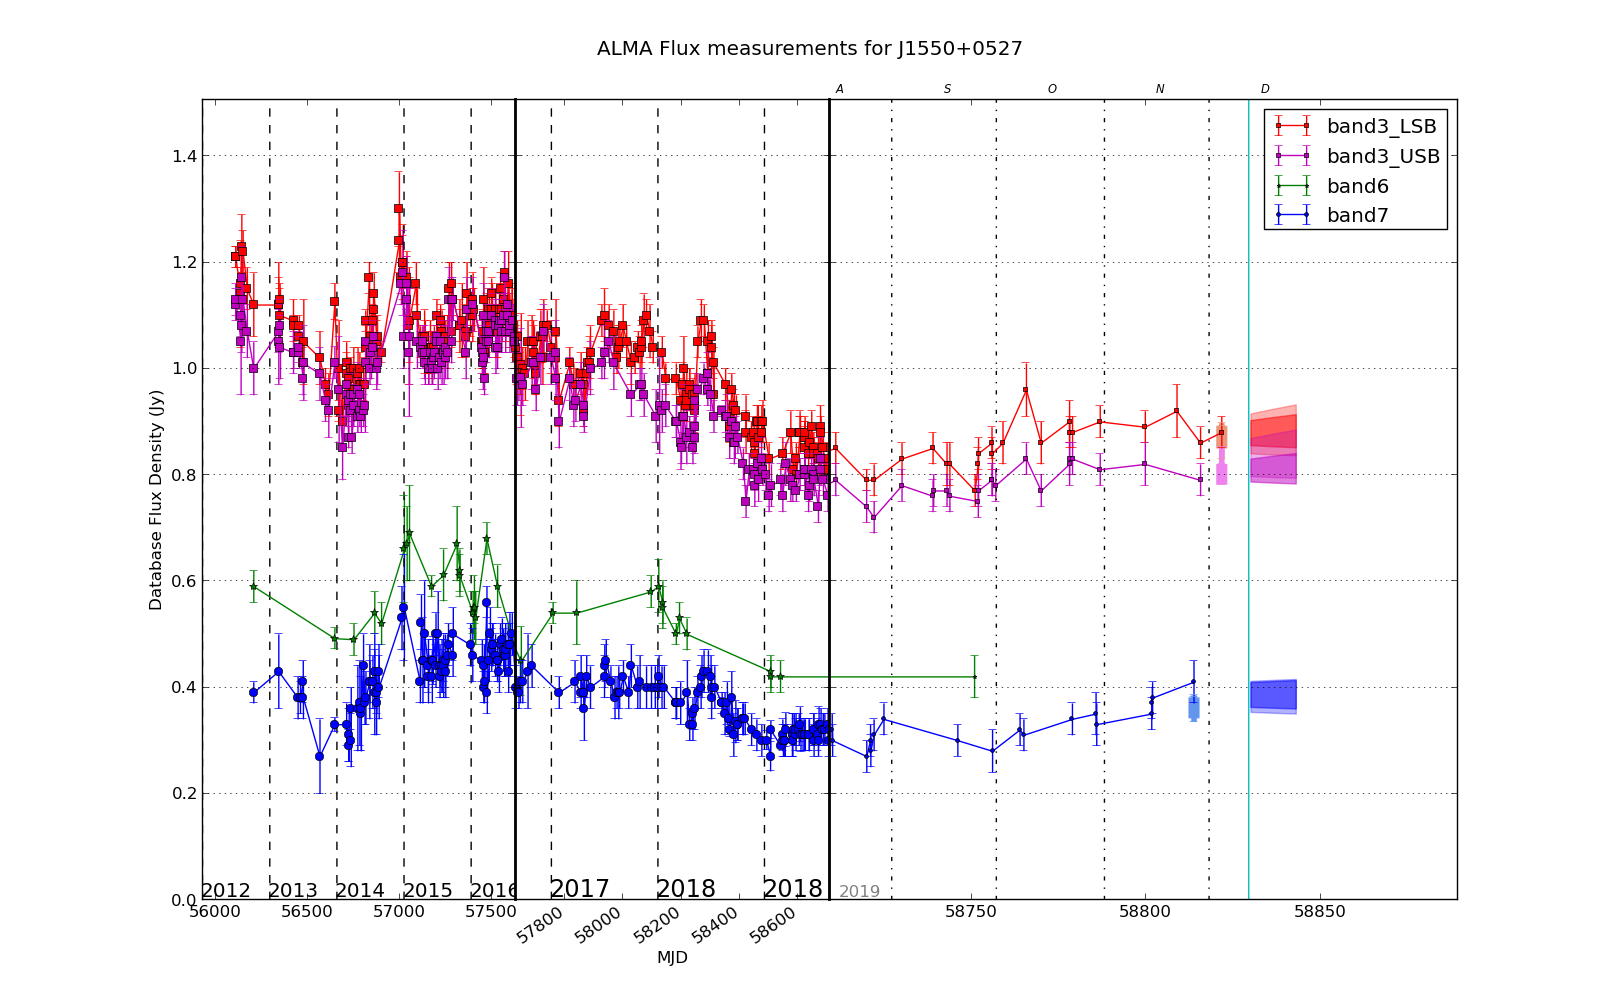 ALMA Flux measurements for J1550+0527
A S O N D
band3_LSB
band3_USB
band6
band7
1.4
1.2
1.0
0.8
0.6
0.4
0.2
0.0
Database Flux Density (Jy)
2012 2013 2014 2015 2016 2017 2018 2018 2019
56000 56500 57000 57500 57800 58000 58200 58400 58600 58750 58800 58850
MJD